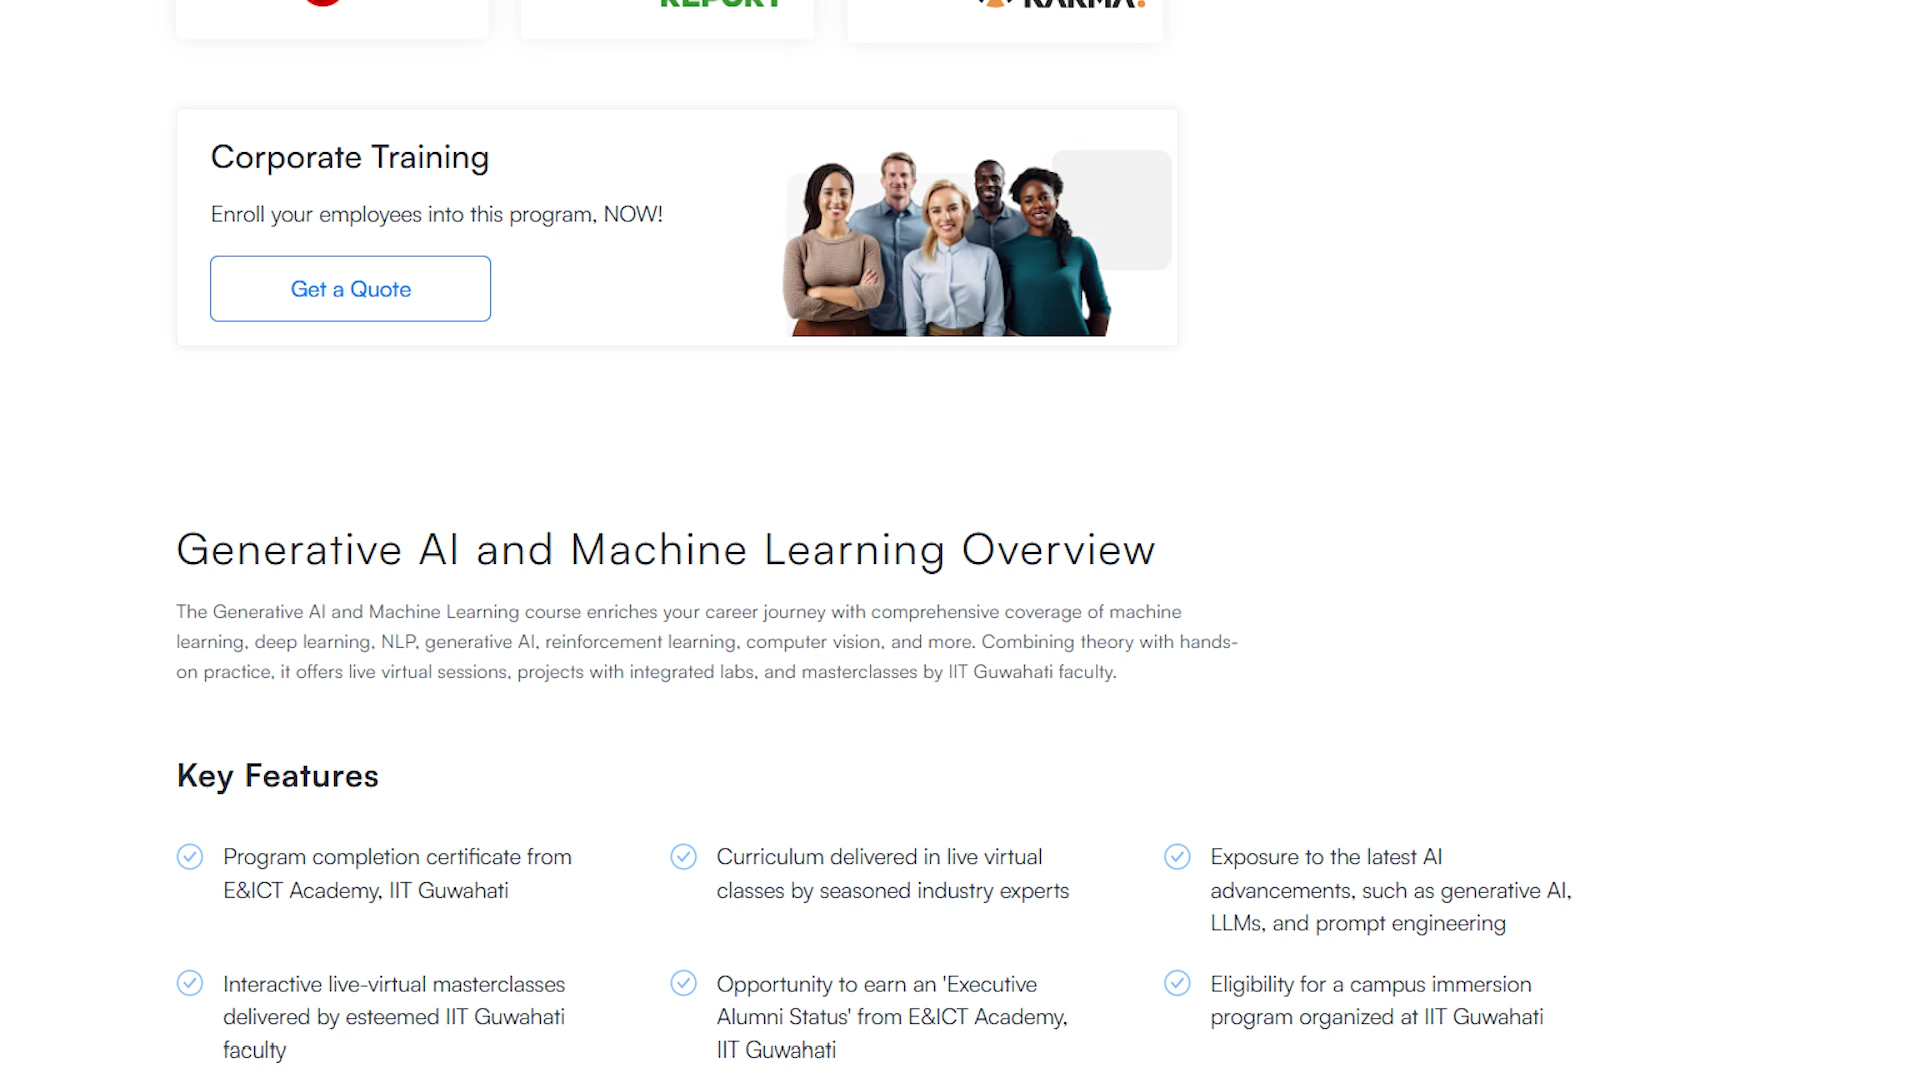 REPORT
KARMA
Corporate Training
Enroll your employees into this program, NOW!
Get a Quote
Generative AI and Machine Learning Overview
The Generative AI and Machine Learning course enriches your career journey with comprehensive coverage of machine
learning, deep learning, NLP, generative AI, reinforcement learning, computer vision, and more. Combining theory with hands-
on practice, it offers live virtual sessions, projects with integrated labs, and masterclasses by IIT Guwahati faculty.
Key Features
Program completion certificate from
E&ICT Academy, IIT Guwahati
Curriculum delivered in live virtual
classes by seasoned industry experts
Exposure to the latest AI
advancements, such as generative AI,
LLMs, and prompt engineering
Interactive live-virtual masterclasses
delivered by esteemed IIT Guwahati
faculty
Opportunity to earn an 'Executive
Alumni Status' from E&ICT Academy,
IIT Guwahati
Eligibility for a campus immersion
program organized at IIT Guwahati